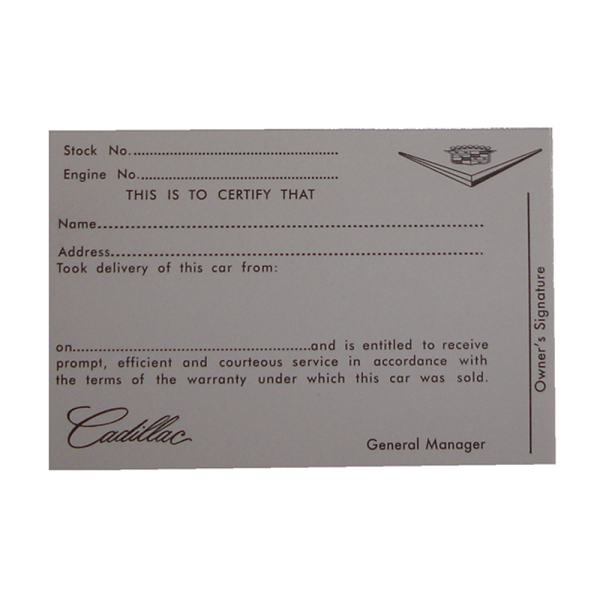 Stock No.
Engine No.
THIS IS TO CERTIFY THAT
Name
Address
Took delivery of this car from:
on and is entitled to receive
prompt, efficient and courteous service in accordance with
the terms of the warranty under which this car was sold.
Cadillac
General Manager
Owner's Signature